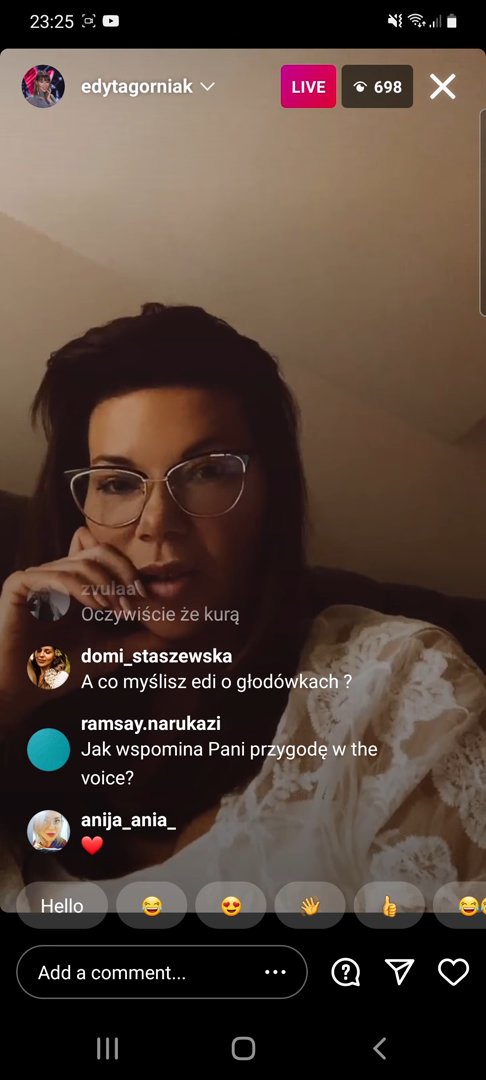 23:25
edytagorniak
LIVE
698
zvulaa
Oczywiście że kurą
domi_staszewska
A co myślisz edi o głodówkach ?
ramsay.narukazi
Jak wspomina Pani przygodę w the
voice?
anija_ania_
❤️
Hello 😂 😍 👋 👍 😂
Add a comment...